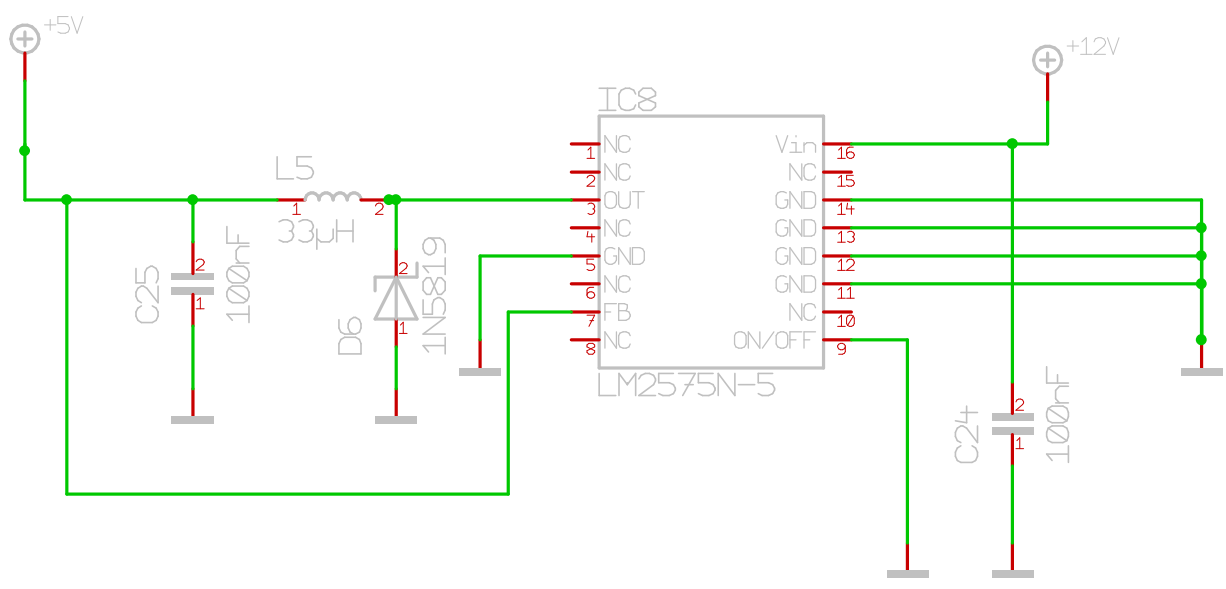 +5V
+12V
IC8
NC
1
NC
2
OUT
3
NC
4
GND
5
NC
6
FB
7
NC
8
Vin
16
NC
15
GND
14
GND
13
GND
12
GND
11
NC
10
ON/OFF
9
LM2575N-5
L5
1
2
33µH
C25
2
1
100nF
D6
2
1
1N5819
C24
2
1
100nF